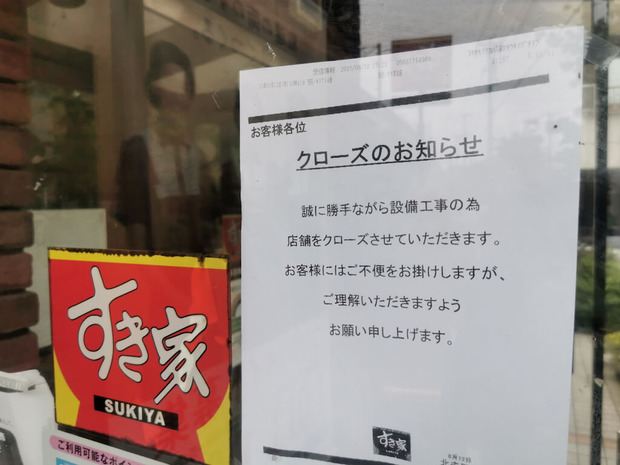 お客様各位
クローズのお知らせ
誠に勝手ながら設備工事の為
店舗をクローズさせていただきます。
お客様にはご不便をお掛けしますが、
ご理解いただきますよう
お願い申し上げます。
すき家
すき家
SUKIYA
ご利用可能なポイン